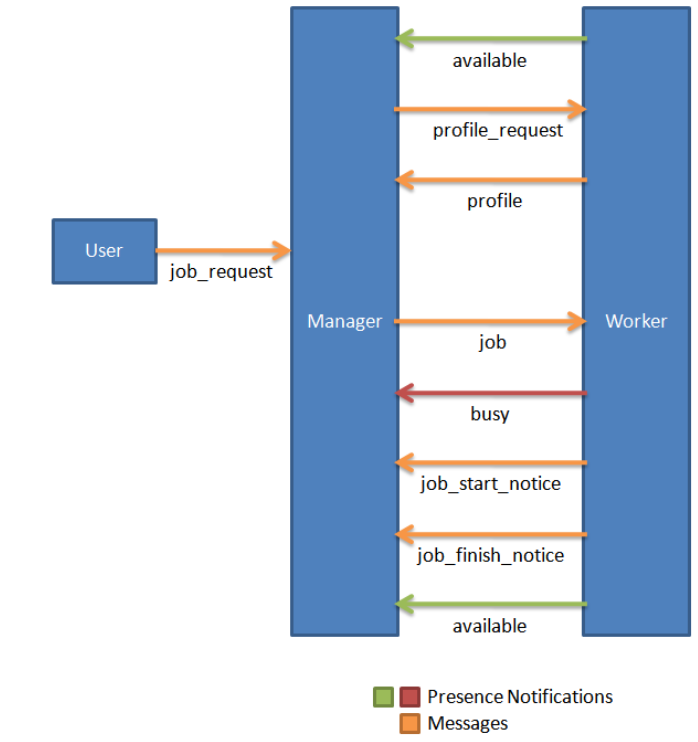 available
profile_request
profile
User
job_request
Manager
Worker
job
busy
job_start_notice
job_finish_notice
available
Presence Notifications
Messages